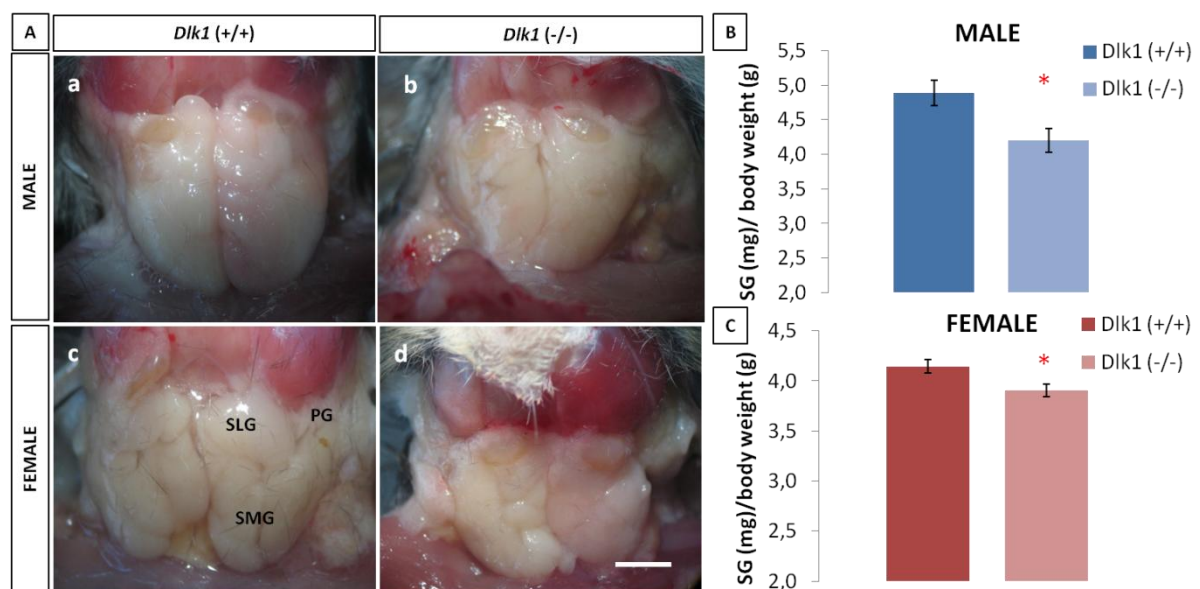 A
Dlk1 (+/+)
Dlk1 (-/-)
MALE
a
b
FEMALE
c
SLG
PG
SMG
d
B
MALE
Dlk1 (+/+)
Dlk1 (-/-)
SG (mg)/ body weight (g)
5,5
5,0
4,5
4,0
3,5
3,0
2,5
2,0
*
C
FEMALE
Dlk1 (+/+)
Dlk1 (-/-)
SG (mg)/body weight (g)
4,5
4,0
3,5
3,0
2,5
2,0
*